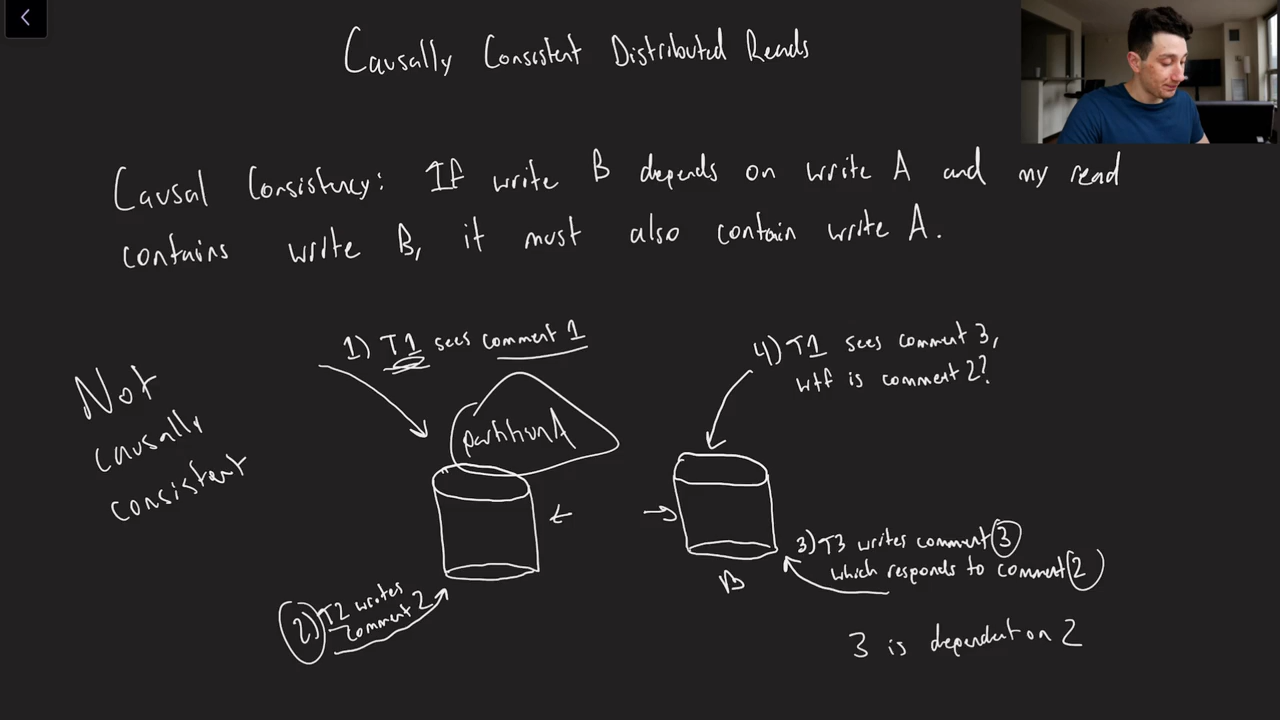 Causally Consistent Distributed Reads
Causal Consistency: If write B depends on write A and my read
contains write B, it must also contain write A.
Not
causally
consistent
1) T1 sees comment 1
partition A
2) T2 writes
comment 2
4) T1 sees comment 3,
wtf is comment 2?
3) T3 writes comment 3
which responds to comment 2
B
3 is dependent on 2